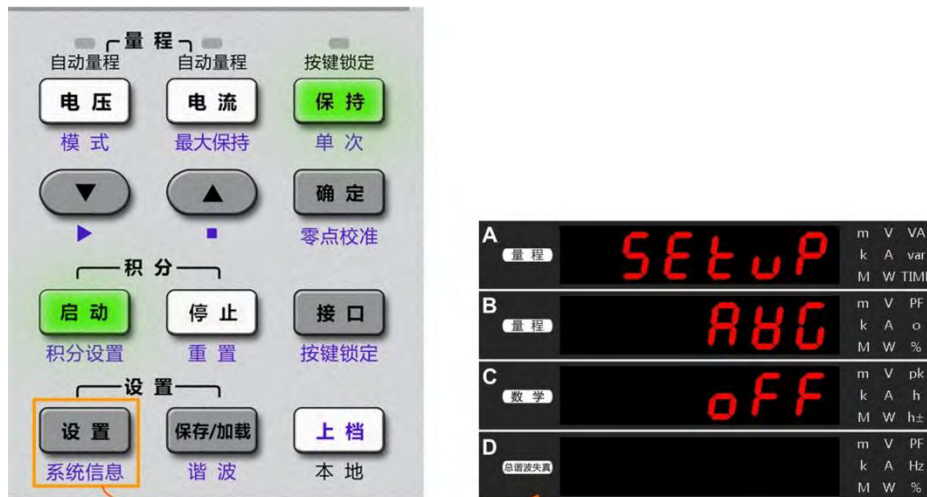 量 程
自动量程 自动量程 按键锁定
电 压 电 流 保 持
模 式 最大保持 单 次
▼ ▲ 确 定
▶ ■ 零点校准
积 分
启 动 停 止 接 口
积分设置 重 置 按键锁定
设 置
设 置 保存/加载 上 档
系统信息 谐 波 本 地
A 量 程 SEtuP m V VA
k A var
M W TIM
B 量 程 AVG m V PF
k A o
M W %
C 数 学 oFF m V pk
k A h
M W h±
D 总谐波失真 m V PF
k A Hz
M W %